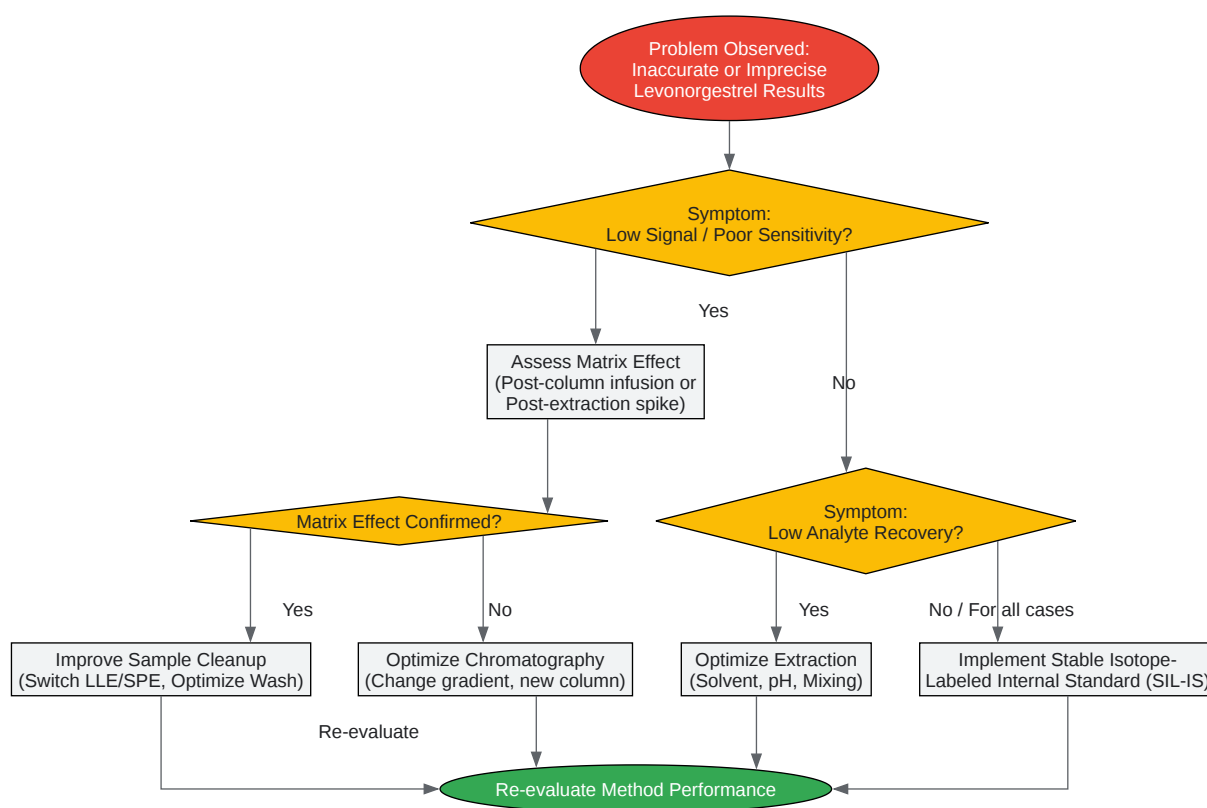 Problem Observed:
Inaccurate or Imprecise
Levonorgestrel Results
Symptom:
Low Signal / Poor Sensitivity?
Yes
No
Assess Matrix Effect
(Post-column infusion or
Post-extraction spike)
Matrix Effect Confirmed?
Symptom:
Low Analyte Recovery?
Yes
No
Yes
No / For all cases
Improve Sample Cleanup
(Switch LLE/SPE, Optimize Wash)
Optimize Chromatography
(Change gradient, new column)
Optimize Extraction
(Solvent, pH, Mixing)
Implement Stable Isotope-
Labeled Internal Standard (SIL-IS)
Re-evaluate
Re-evaluate Method Performance